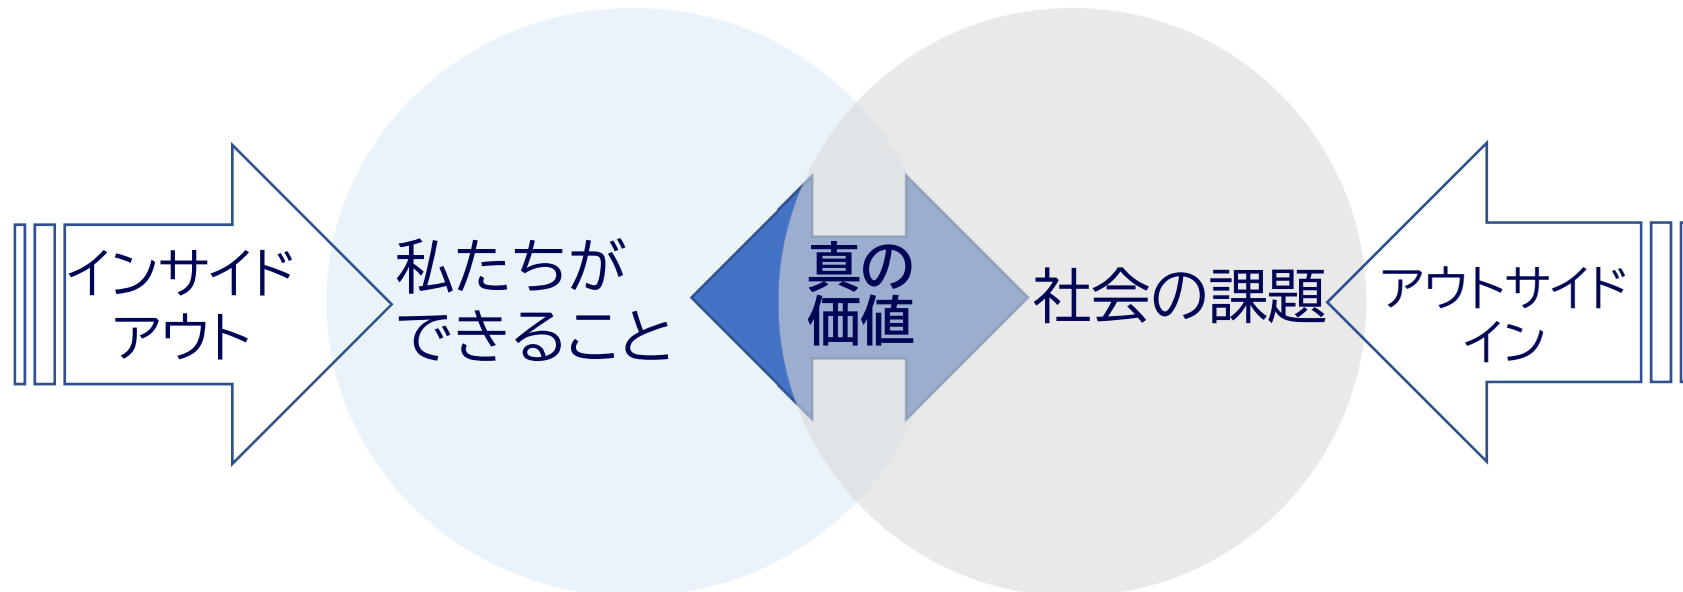 インサイド
アウト
私たちが
できること
真の
価値
社会の課題
アウトサイド
イン